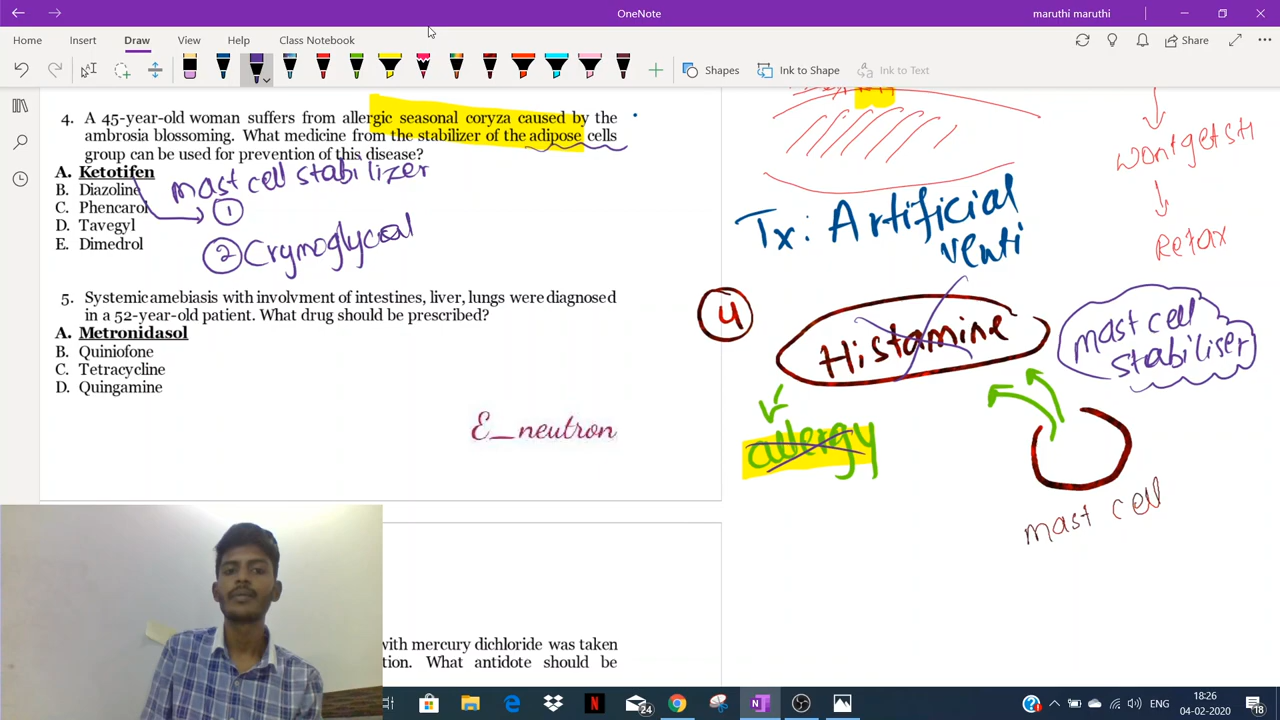 OneNote
maruthi maruthi
Home Insert Draw View Help Class Notebook
Share
Shapes Ink to Shape Ink to Text
4. A 45-year-old woman suffers from allergic seasonal coryza caused by the
ambrosia blossoming. What medicine from the stabilizer of the adipose cells
group can be used for prevention of this disease?
A. Ketotifen
B. Diazoline
C. Phencarol
D. Tavegyl
E. Dimedrol
mast cell stabilizer
1
2 Crymoglycoal
5. Systemic amebiasis with involvment of intestines, liver, lungs were diagnosed
in a 52-year-old patient. What drug should be prescribed?
A. Metronidasol
B. Quiniofone
C. Tetracycline
D. Quingamine
E_neutron
with mercury dichloride was taken
tion. What antidote should be
wont get sti
Retax
Tx: Artificial
venti
4
Histamine
mast cell
stabiliser
allergy
mast cell
24
ENG
18:26
04-02-2020
18